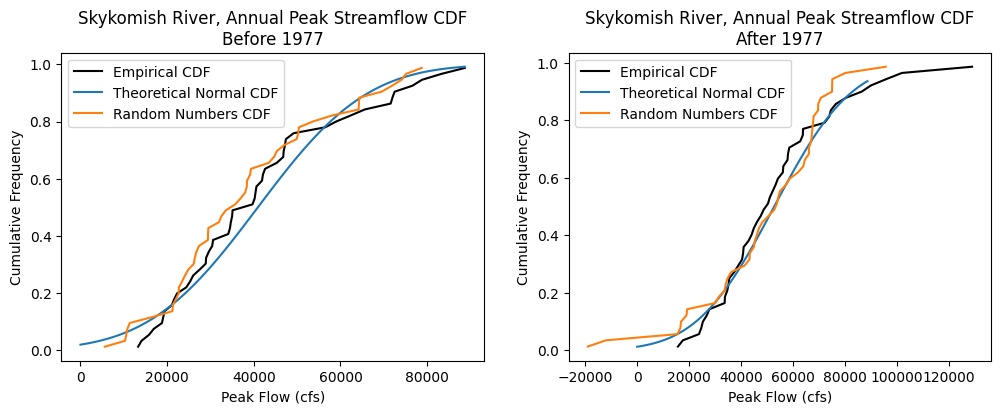 Skykomish River, Annual Peak Streamflow CDF
Before 1977
1.0
0.8
0.6
0.4
0.2
0.0
Cumulative Frequency
Empirical CDF
Theoretical Normal CDF
Random Numbers CDF
0
20000
40000
60000
80000
Peak Flow (cfs)
Skykomish River, Annual Peak Streamflow CDF
After 1977
1.0
0.8
0.6
0.4
0.2
0.0
Cumulative Frequency
Empirical CDF
Theoretical Normal CDF
Random Numbers CDF
−20000
0
20000
40000
60000
80000
100000
120000
Peak Flow (cfs)